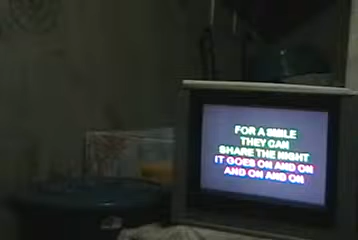 FOR A SMILE
THEY CAN
SHARE THE NIGHT
IT GOES ON AND ON
AND ON AND ON